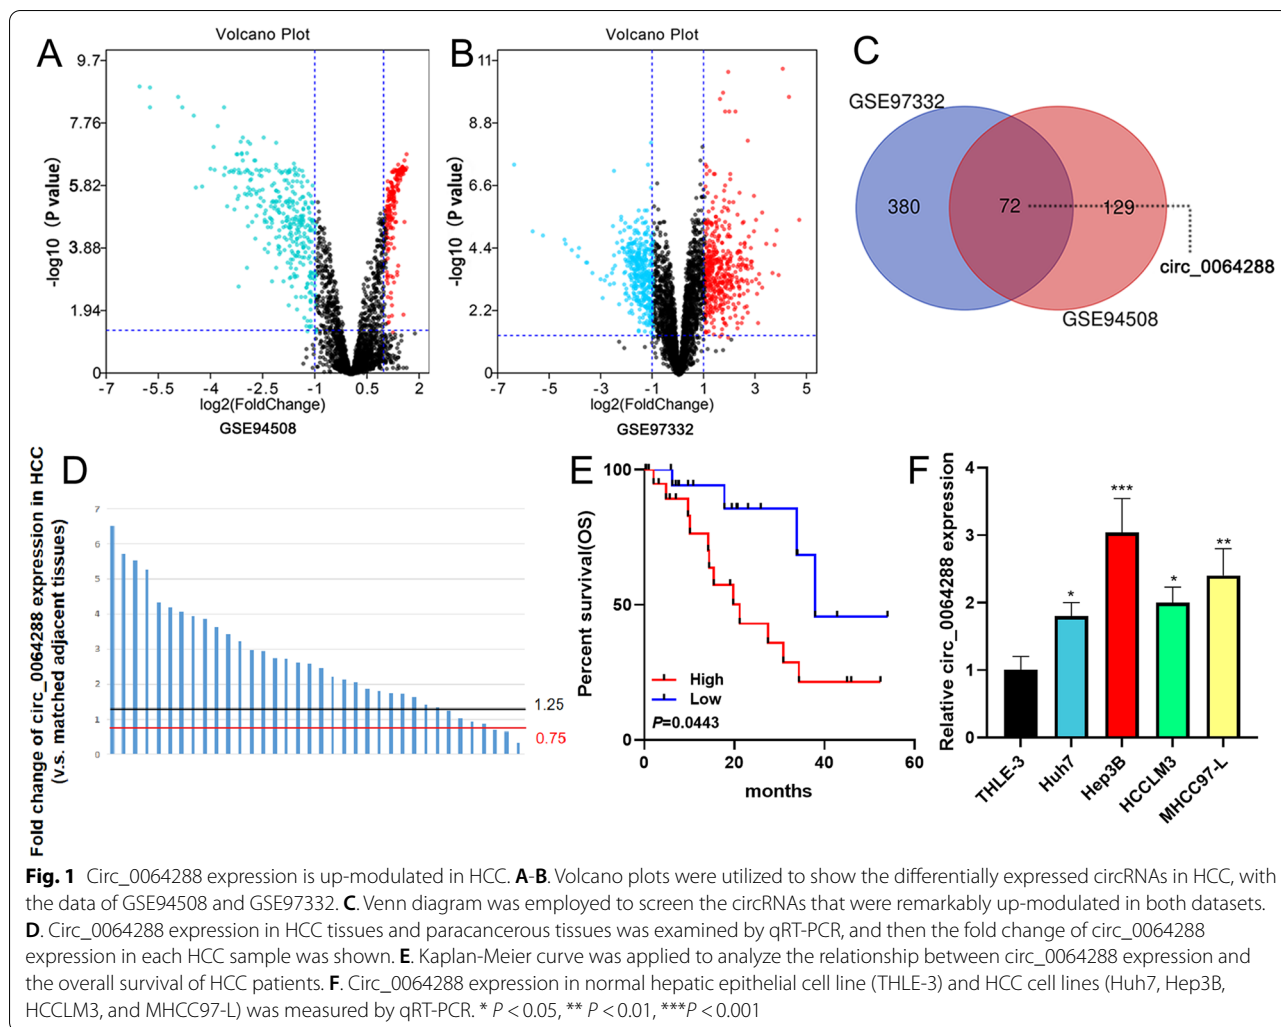 A
Volcano Plot
9.7
7.76
5.82
3.88
1.94
0
-log10 (P value)
-7
-5.5
-4
-2.5
-1
0.5
2
log2(FoldChange)
GSE94508
B
Volcano Plot
11
8.8
6.6
4.4
2.2
0
-log10 (P value)
-7
-5
-3
-1
1
3
5
log2(FoldChange)
GSE97332
C
GSE97332
380
72
129
circ_0064288
GSE94508
D
Fold change of circ_0064288 expression in HCC
(v.s. matched adjacent tissues)
7
6
5
4
3
2
1
0
1.25
0.75
E
Percent survival(OS)
100
50
0
High
Low
P=0.0443
0
20
40
60
months
F
Relative circ_0064288 expression
4
3
2
1
0
*
***
*
**
THLE-3
Huh7
Hep3B
HCCLM3
MHCC97-L
Fig. 1 Circ_0064288 expression is up-modulated in HCC. A-B. Volcano plots were utilized to show the differentially expressed circRNAs in HCC, with
the data of GSE94508 and GSE97332. C. Venn diagram was employed to screen the circRNAs that were remarkably up-modulated in both datasets.
D. Circ_0064288 expression in HCC tissues and paracancerous tissues was examined by qRT-PCR, and then the fold change of circ_0064288
expression in each HCC sample was shown. E. Kaplan-Meier curve was applied to analyze the relationship between circ_0064288 expression and
the overall survival of HCC patients. F. Circ_0064288 expression in normal hepatic epithelial cell line (THLE-3) and HCC cell lines (Huh7, Hep3B,
HCCLM3, and MHCC97-L) was measured by qRT-PCR. * P < 0.05, ** P < 0.01, ***P < 0.001